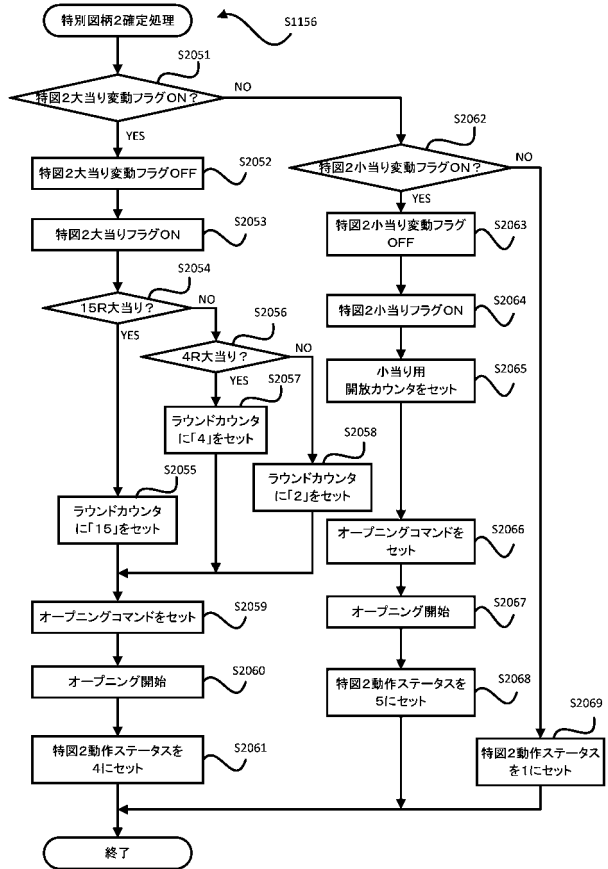 特別図柄2確定処理
S1156
S2051
特図2大当り変動フラグON?
NO
YES
S2052
特図2大当り変動フラグOFF
S2053
特図2大当りフラグON
S2054
15R大当り?
NO
YES
S2056
4R大当り?
NO
YES
S2057
ラウンドカウンタ
に「4」をセット
S2058
ラウンドカウンタ
に「2」をセット
S2055
ラウンドカウンタ
に「15」をセット
S2059
オープニングコマンドをセット
S2060
オープニング開始
S2061
特図2動作ステータスを
4にセット
S2062
特図2小当り変動フラグON?
NO
YES
S2063
特図2小当り変動フラグ
OFF
S2064
特図2小当りフラグON
S2065
小当り用
開放カウンタをセット
S2066
オープニングコマンドを
セット
S2067
オープニング開始
S2068
特図2動作ステータスを
5にセット
S2069
特図2動作ステータス
を1にセット
終了